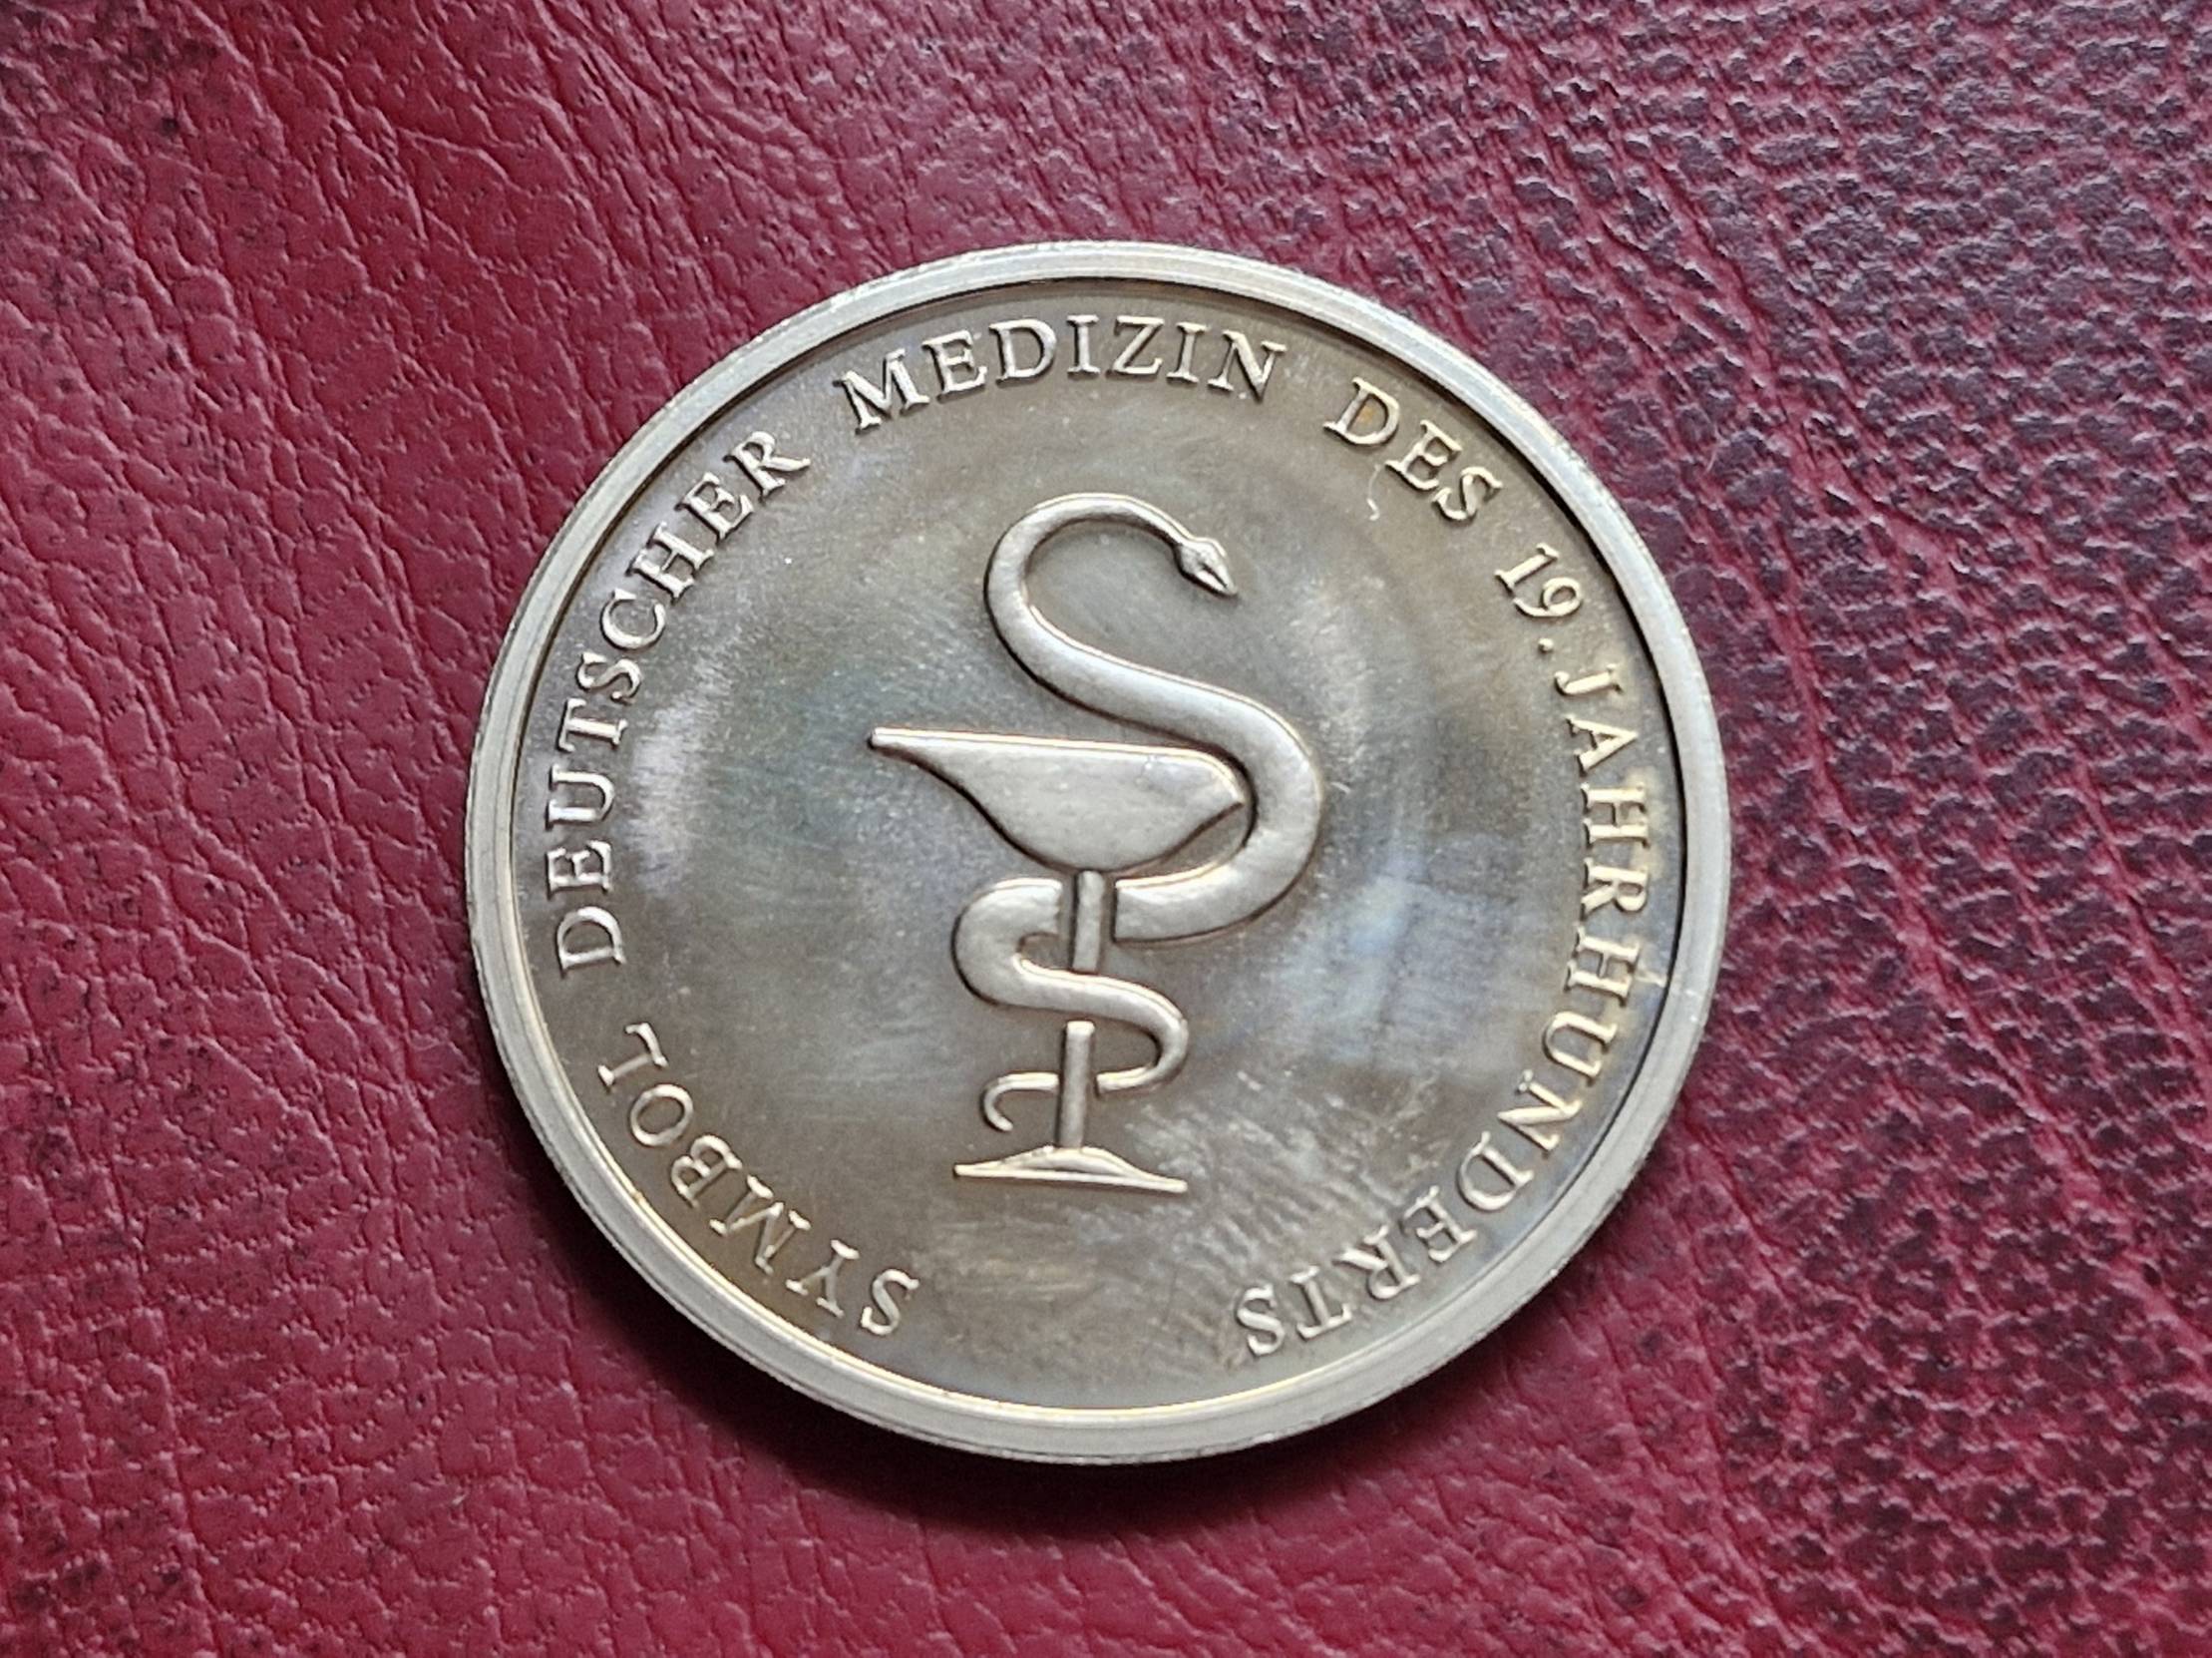 SYMBOL DEUTSCHER MEDIZIN DES 19. JAHRHUNDERTS